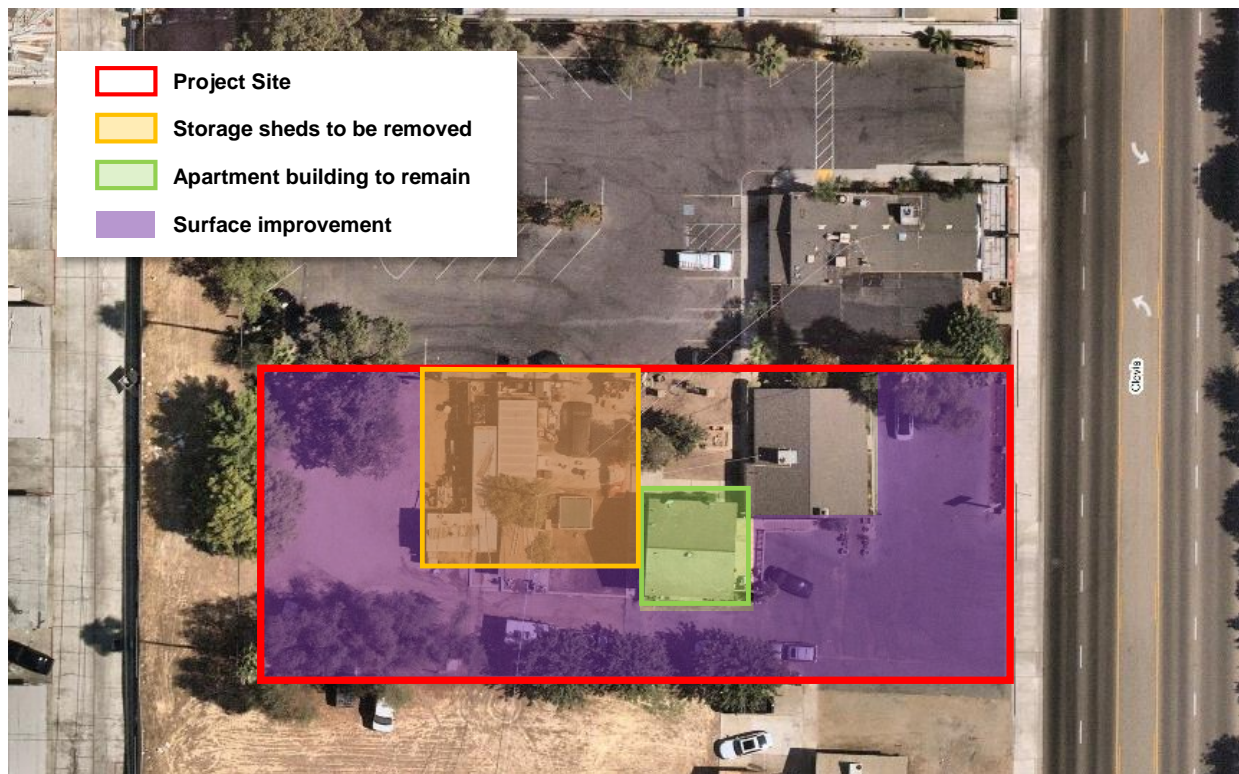 Project Site
Storage sheds to be removed
Apartment building to remain
Surface improvement
Clovis